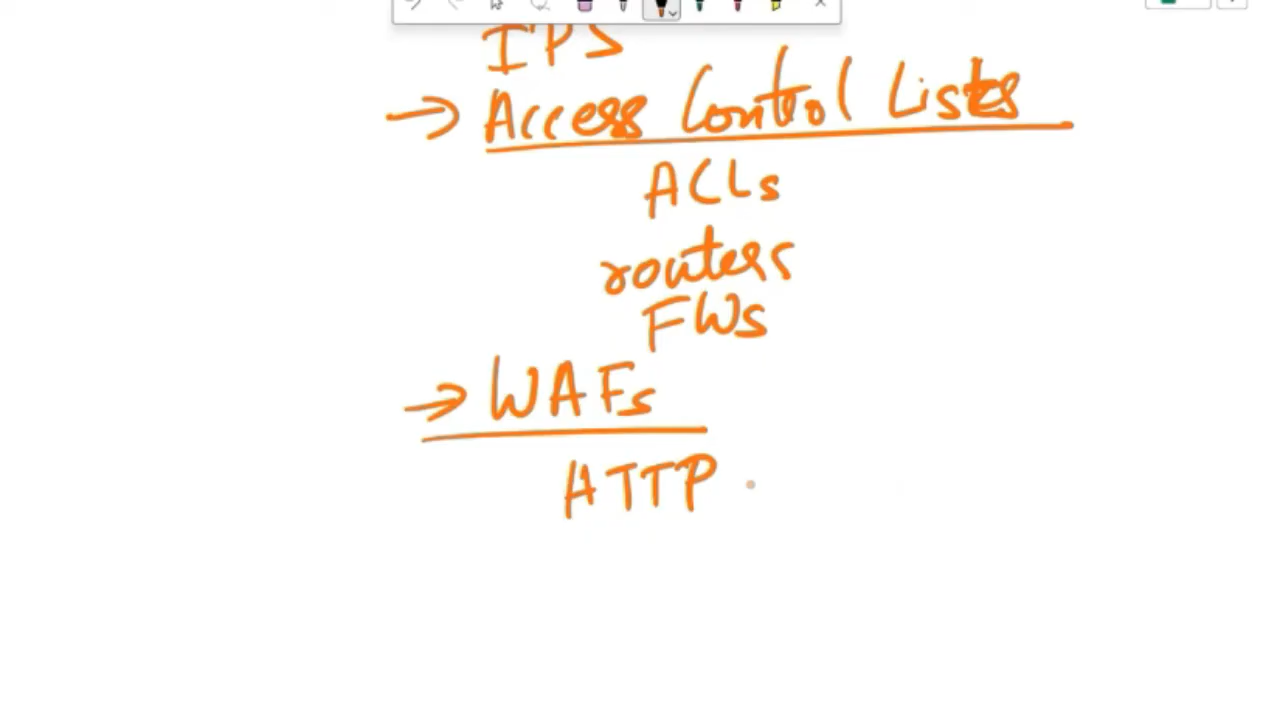 IPS
→ Access Control Lists
ACLs
routers
FWs
→ WAFs
HTTP